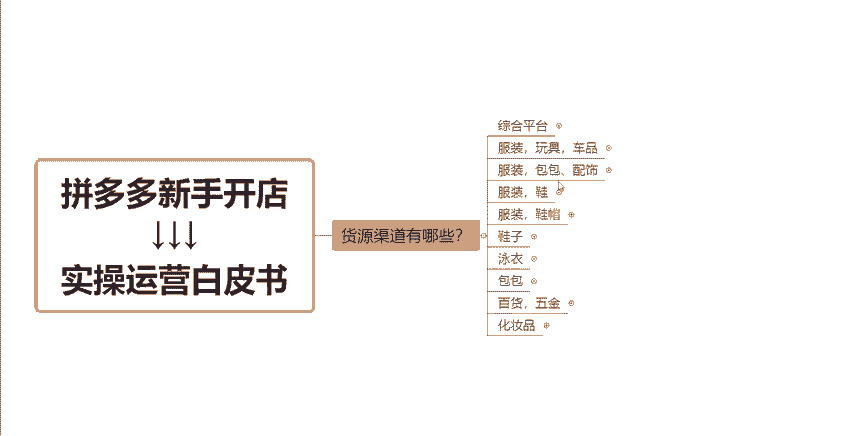 拼多多新手开店
↓↓↓
实操运营白皮书
货源渠道有哪些？
综合平台
服装，玩具，车品
服装，包包、配饰
服装，鞋
服装，鞋帽
鞋子
泳衣
包包
百货，五金
化妆品